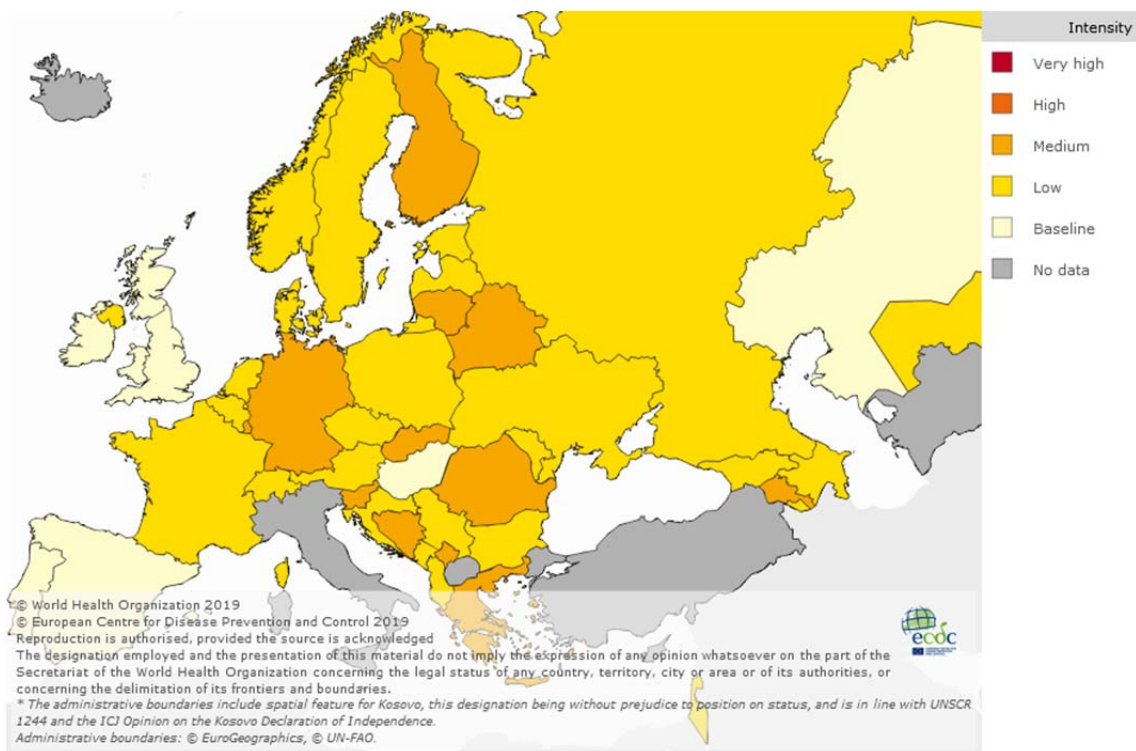 Intensity
Very high
High
Medium
Low
Baseline
No data
© World Health Organization 2019
© European Centre for Disease Prevention and Control 2019
Reproduction is authorised, provided the source is acknowledged
The designation employed and the presentation of this material do not imply the expression of any opinion whatsoever on the part of the
Secretariat of the World Health Organization concerning the legal status of any country, territory, city or area or of its authorities, or
concerning the delimitation of its frontiers and boundaries.
* The administrative boundaries include spatial feature for Kosovo, this designation being without prejudice to position on status, and is in line with UNSCR
1244 and the ICJ Opinion on the Kosovo Declaration of Independence.
Administrative boundaries: © EuroGeographics, © UN-FAO.
ecdc